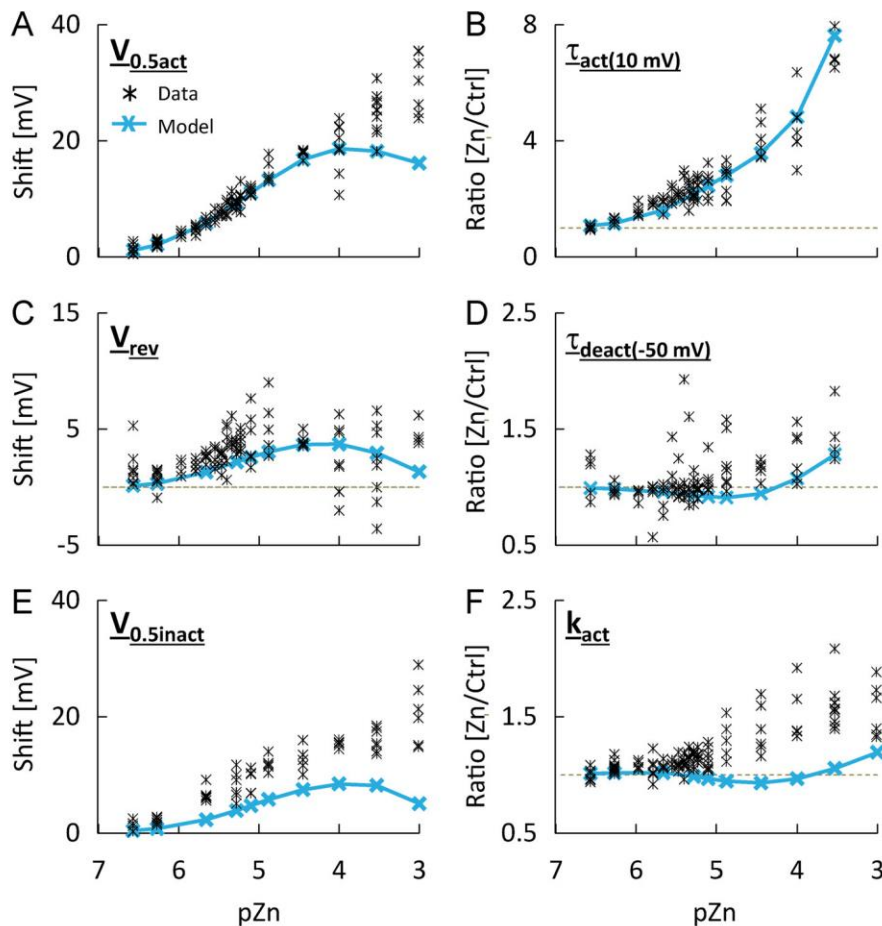 A
B
V0.5act
Data
Model
Shift [mV]
40
20
0
τact(10 mV)
Ratio [Zn/Ctrl]
8
4
0
C
D
Vrev
Shift [mV]
15
5
-5
τdeact(-50 mV)
Ratio [Zn/Ctrl]
2.5
1.5
0.5
E
F
V0.5inact
Shift [mV]
40
20
0
7 6 5 4 3
pZn
kact
Ratio [Zn/Ctrl]
2.5
1.5
0.5
7 6 5 4 3
pZn